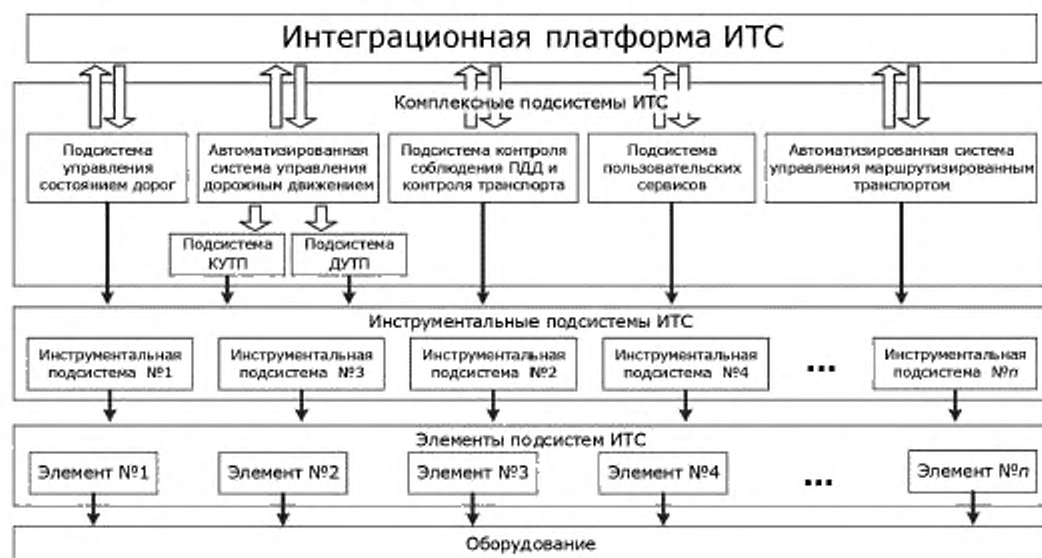 Интеграционная платформа ИТС
Комплексные подсистемы ИТС
Подсистема
управления
состоянием дорог
Автоматизированная
система управления
дорожным движением
Подсистема контроля
соблюдения ПДД и
контроля транспорта
Подсистема
пользовательских
сервисов
Автоматизированная система
управления маршрутизированным
транспортом
Подсистема
КУТП
Подсистема
ДУТП
Инструментальные подсистемы ИТС
Инструментальная
подсистема №1
Инструментальная
подсистема №3
Инструментальная
подсистема №2
Инструментальная
подсистема №4
...
Инструментальная
подсистема №n
Элементы подсистем ИТС
Элемент №1
Элемент №2
Элемент №3
Элемент №4
...
Элемент №n
Оборудование